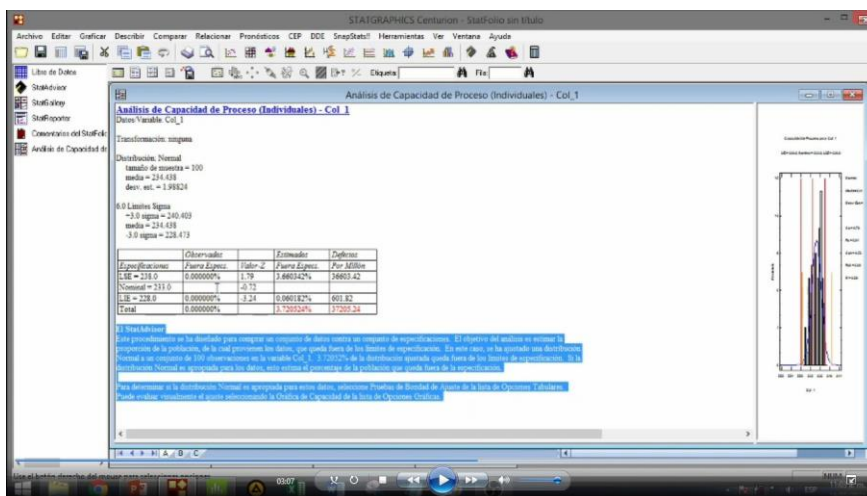 STATGRAPHICS Centurion - StatFolio sin título
Archivo Editar Graficar Describir Comparar Relacionar Pronósticos CEP DDE SnapStats!! Herramientas Ver Ventana Ayuda
Libro de Datos
StatAdvisor
StatGallery
StatReporter
Comentarios del StatFolio
Análisis de Capacidad de
Etiqueta
Fila
Análisis de Capacidad de Proceso (Individuales) - Col_1
Análisis de Capacidad de Proceso (Individuales) - Col_1
Datos/Variable: Col_1
Transformación: ninguna
Distribución: Normal
tamaño de muestra = 100
media = 234.438
desv. est. = 1.98824
6.0 Límites Sigma
+3.0 sigma = 240.403
media = 234.438
-3.0 sigma = 228.473
Observados Estimados Defectos
Especificaciones Fuera Especs. Valor-Z Fuera Especs. Por Millón
LSE = 238.0 0.000000% 1.79 3.660342% 36603.42
Nominal = 233.0 -0.72
LIE = 228.0 0.000000% -3.24 0.060182% 601.82
Total 0.000000% 3.720524% 37205.24
El StatAdvisor
Este procedimiento se ha diseñado para comparar un conjunto de datos contra un conjunto de especificaciones. El objetivo del análisis es estimar la
proporción de la población, de la cual provienen los datos, que queda fuera de los límites de especificación. En este caso, se ha ajustado una distribución
Normal a un conjunto de 100 observaciones en la variable Col_1. 3.72052% de la distribución ajustada queda fuera de los límites de especificación. Si la
distribución Normal es apropiada para los datos, esto estima el porcentaje de la población que queda fuera de la especificación.
Para determinar si la distribución Normal es apropiada para estos datos, seleccione Pruebas de Bondad de Ajuste de la lista de Opciones Tabulares.
Puede evaluar visualmente el ajuste seleccionando la Gráfica de Capacidad de la lista de Opciones Gráficas.
A B C
03:07
NUM